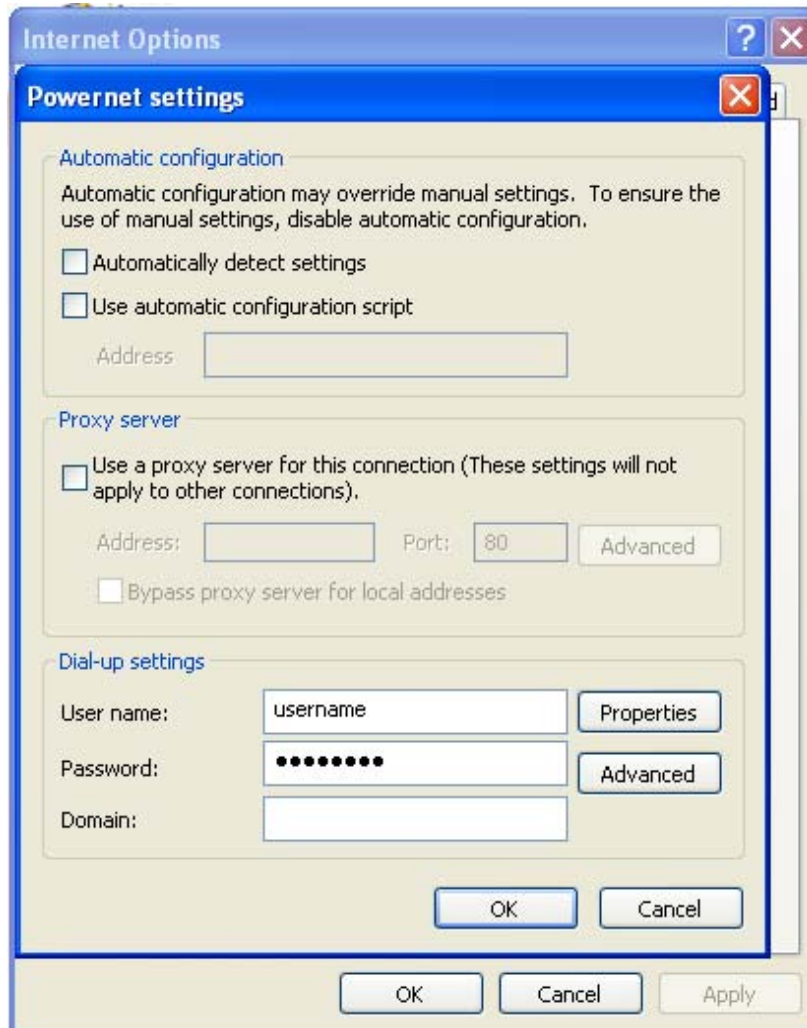 Internet Options
Powernet settings
Automatic configuration
Automatic configuration may override manual settings. To ensure the
use of manual settings, disable automatic configuration.
Automatically detect settings
Use automatic configuration script
Address
Proxy server
Use a proxy server for this connection (These settings will not
apply to other connections).
Address: Port: 80 Advanced
Bypass proxy server for local addresses
Dial-up settings
User name: username Properties
Password: •••••••• Advanced
Domain:
OK Cancel
OK Cancel Apply